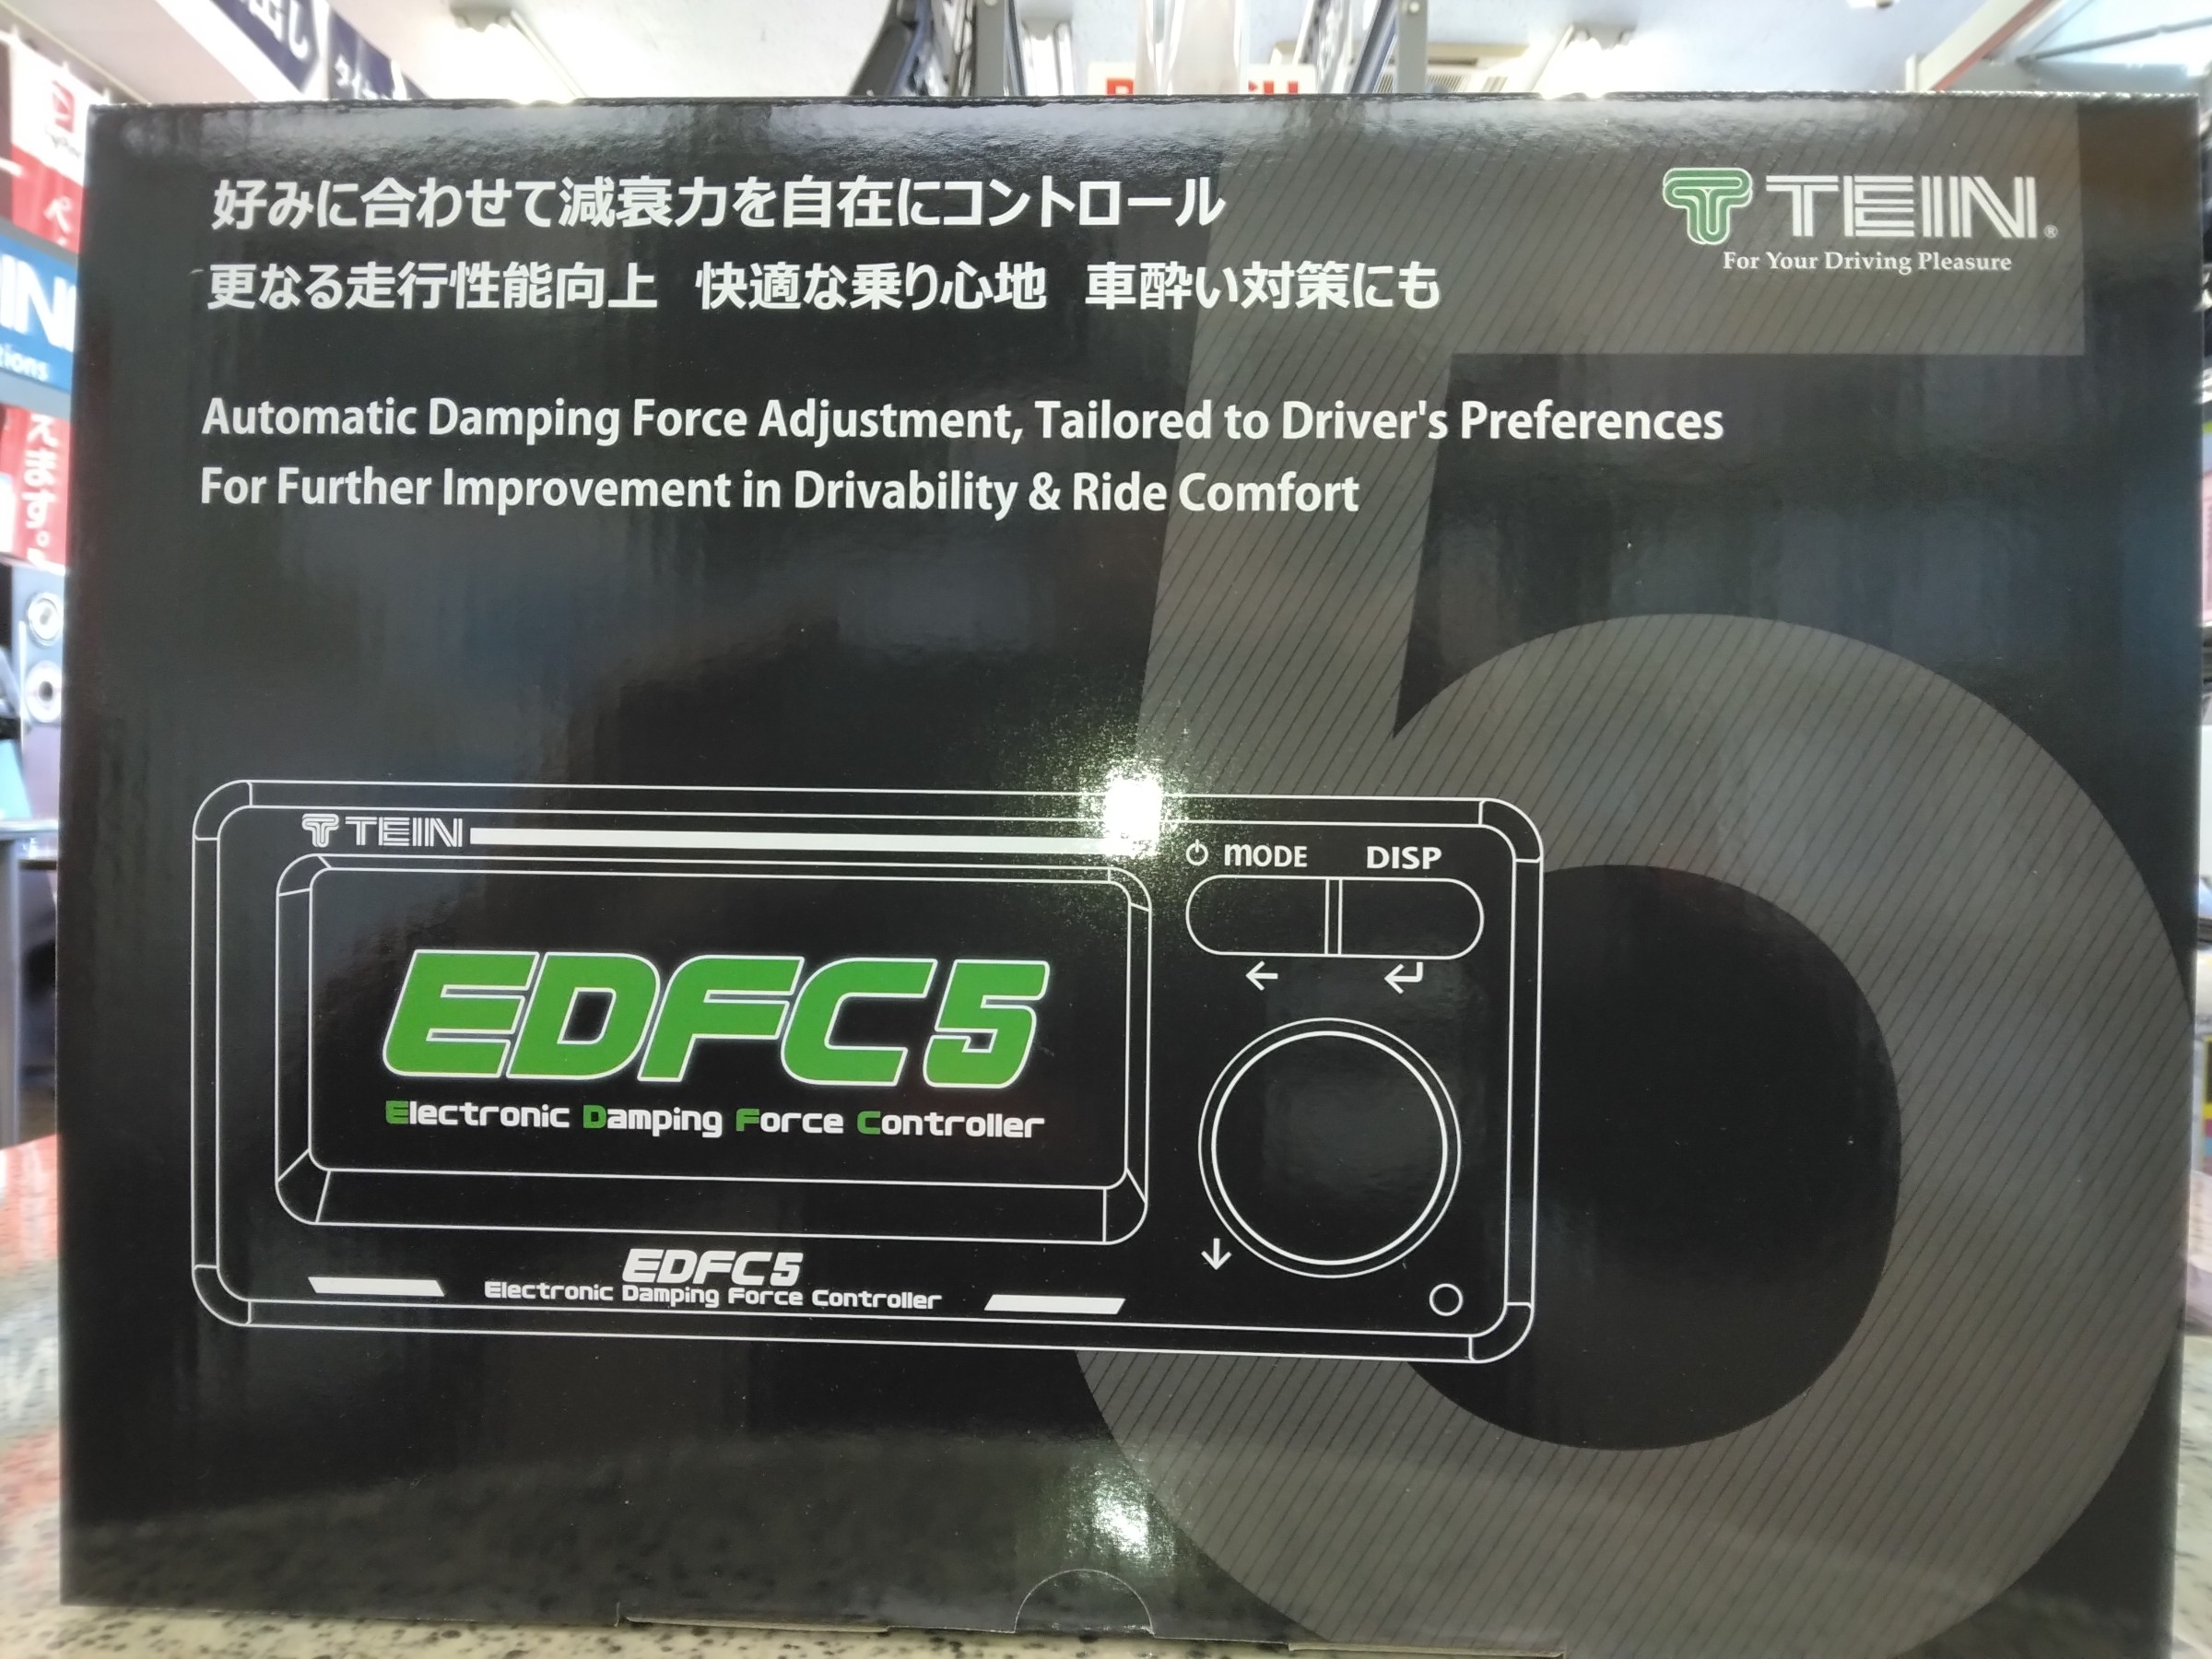 好みに合わせて減衰力を自在にコントロール
更なる走行性能向上 快適な乗り心地 車酔い対策にも
TEIN®
For Your Driving Pleasure
Automatic Damping Force Adjustment, Tailored to Driver's Preferences
For Further Improvement in Drivability & Ride Comfort
TEIN
MODE DISP
EDFC5
Electronic Damping Force Controller
EDFC5
Electronic Damping Force Controller
えます。